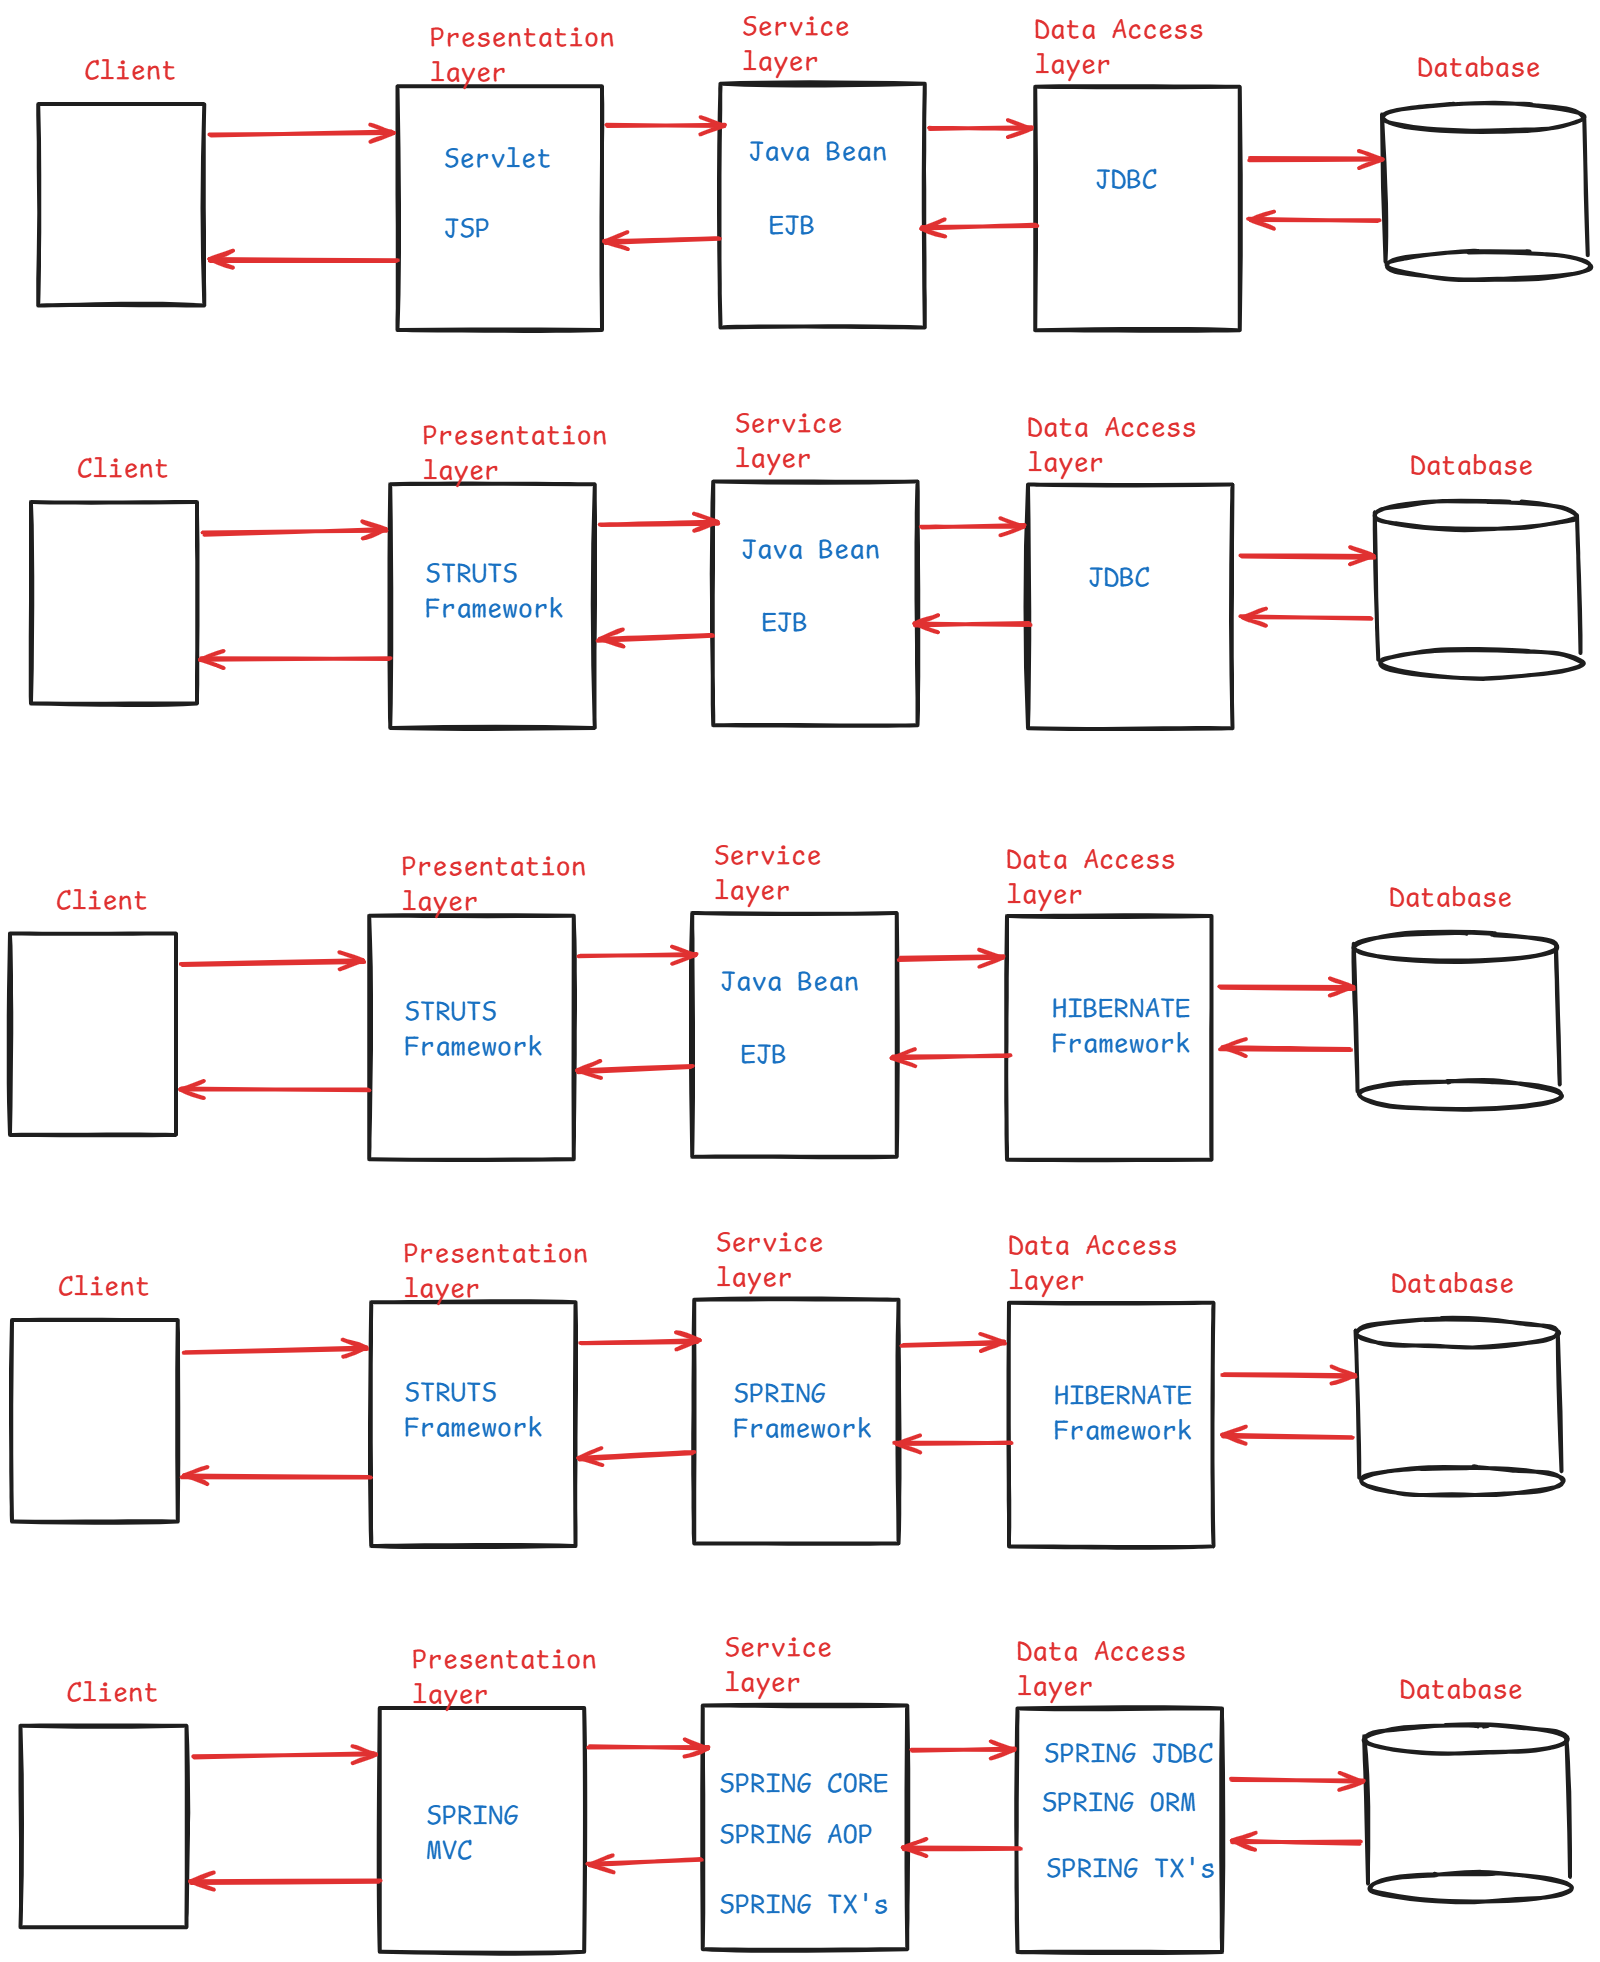 Client
Presentation
layer
Service
layer
Data Access
layer
Database
Servlet
JSP
Java Bean
EJB
JDBC
Client
Presentation
layer
Service
layer
Data Access
layer
Database
STRUTS
Framework
Java Bean
EJB
JDBC
Client
Presentation
layer
Service
layer
Data Access
layer
Database
STRUTS
Framework
Java Bean
EJB
HIBERNATE
Framework
Client
Presentation
layer
Service
layer
Data Access
layer
Database
STRUTS
Framework
SPRING
Framework
HIBERNATE
Framework
Client
Presentation
layer
Service
layer
Data Access
layer
Database
SPRING
MVC
SPRING CORE
SPRING AOP
SPRING TX's
SPRING JDBC
SPRING ORM
SPRING TX's